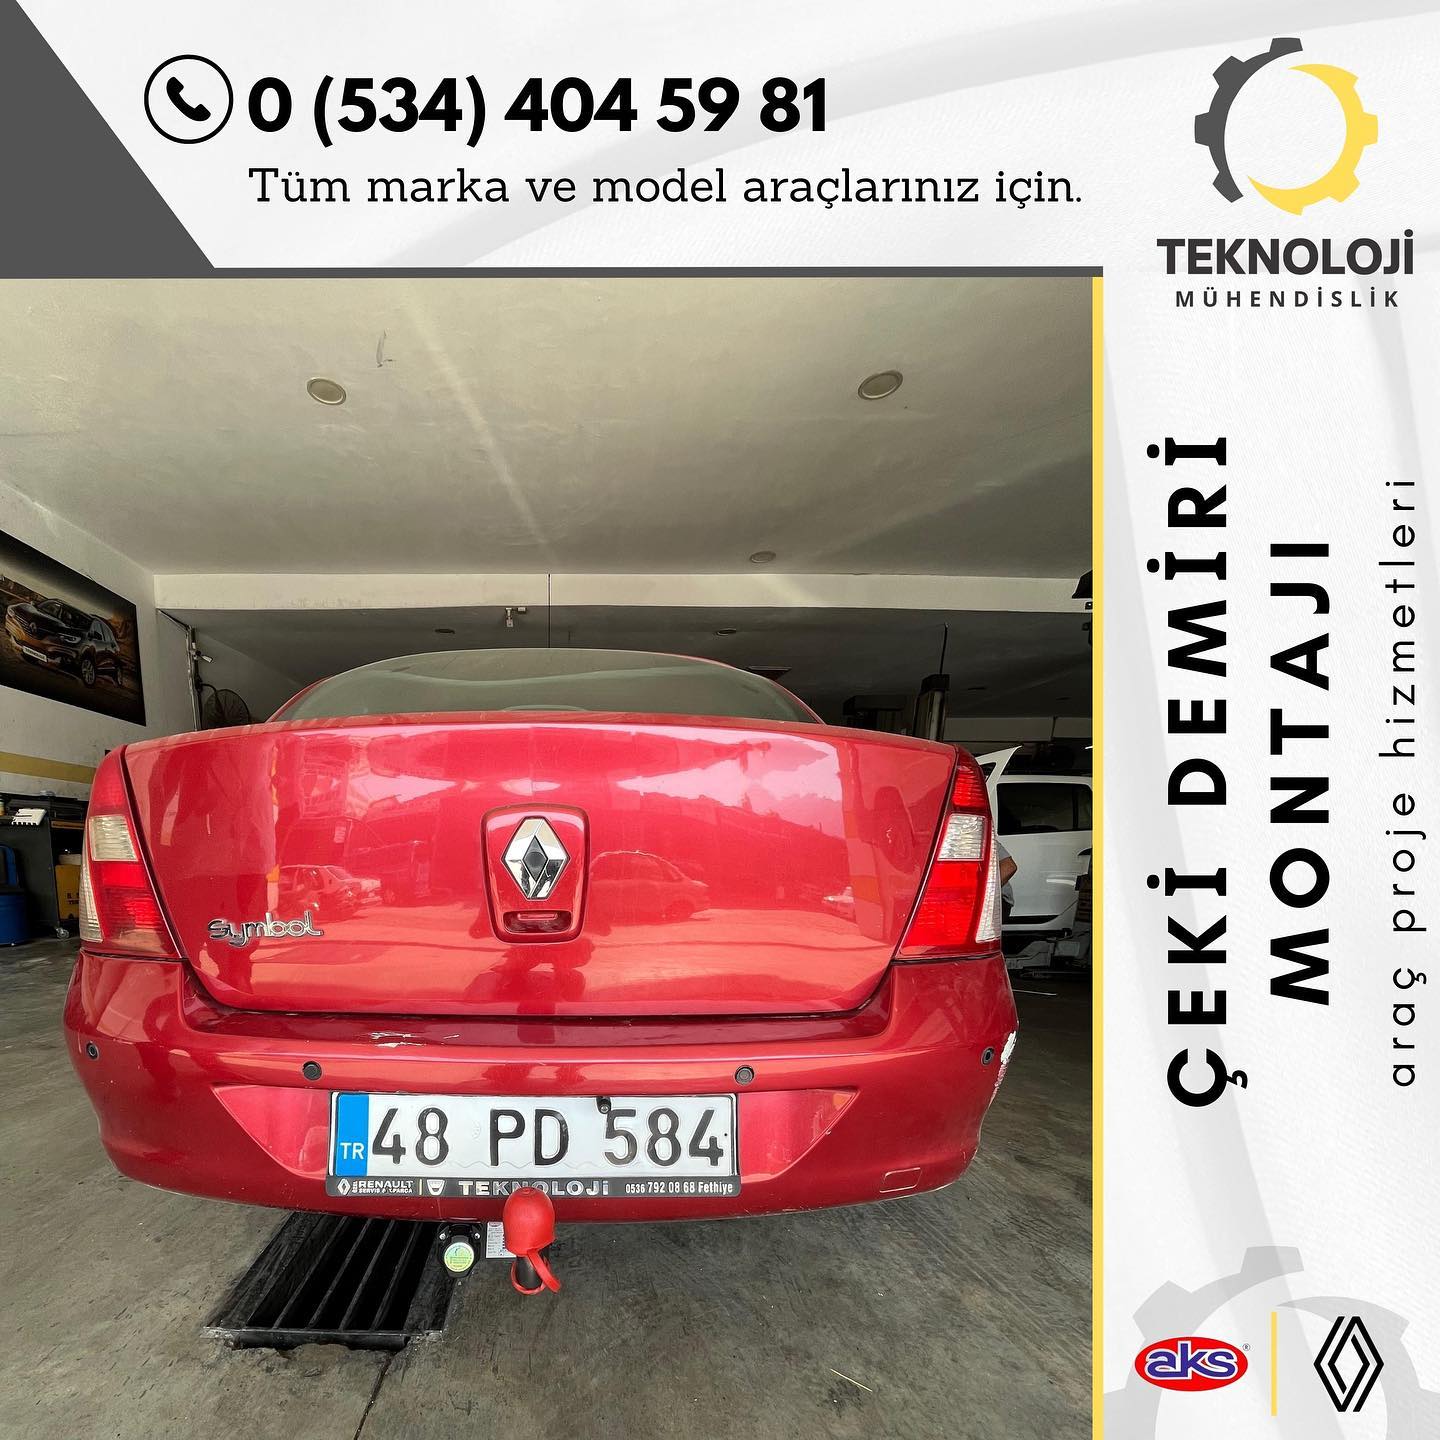 0 (534) 404 59 81
Tüm marka ve model araçlarınız için.
TEKNOLOJİ
MÜHENDİSLİK
ÇEKİ DEMİRİ
MONTAJI
araç proje hizmetleri
symbol
TR 48 PD 584
RENAULT
TEKNOLOJİ 0536 792 08 68 Fethiye
aks®